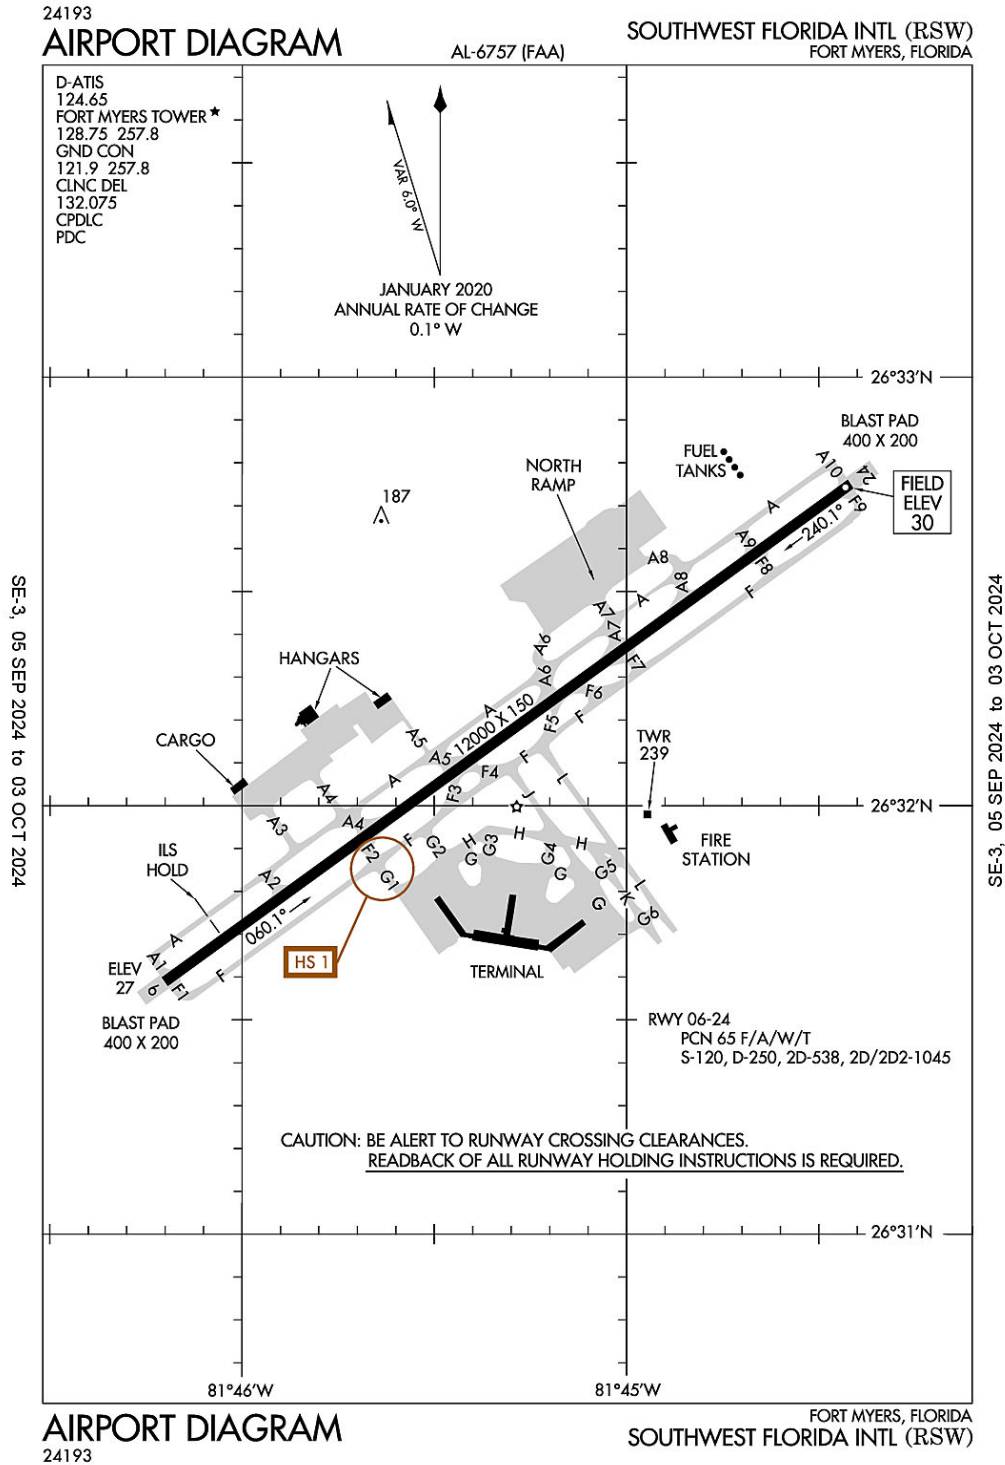 24193
AIRPORT DIAGRAM
AL-6757 (FAA)
SOUTHWEST FLORIDA INTL (RSW)
FORT MYERS, FLORIDA
D-ATIS
124.65
FORT MYERS TOWER ★
128.75 257.8
GND CON
121.9 257.8
CLNC DEL
132.075
CPDLC
PDC
VAR 6.0° W
JANUARY 2020
ANNUAL RATE OF CHANGE
0.1° W
26°33'N
BLAST PAD
400 X 200
FUEL
TANKS
A10
24
FIELD
ELEV
30
NORTH
RAMP
187
A
F9
240.1°
A9
F8
A8
A8
F
A7
A
A7
A6
F7
A6
HANGARS
F6
A
12000 X 150
F
F5
A5
TWR
239
CARGO
A5
F
F4
L
A
A4
F3
J
26°32'N
A3
A4
FIRE
STATION
F
G2
H
G3
H
H
ILS
HOLD
F2
G
G4
G
G5
A2
G1
L
K
G
G6
060.1°
A
HS 1
A1
ELEV
27
F
TERMINAL
6
F1
BLAST PAD
400 X 200
RWY 06-24
PCN 65 F/A/W/T
S-120, D-250, 2D-538, 2D/2D2-1045
CAUTION: BE ALERT TO RUNWAY CROSSING CLEARANCES.
READBACK OF ALL RUNWAY HOLDING INSTRUCTIONS IS REQUIRED.
26°31'N
81°46'W
81°45'W
SE-3, 05 SEP 2024 to 03 OCT 2024
SE-3, 05 SEP 2024 to 03 OCT 2024
AIRPORT DIAGRAM
24193
FORT MYERS, FLORIDA
SOUTHWEST FLORIDA INTL (RSW)